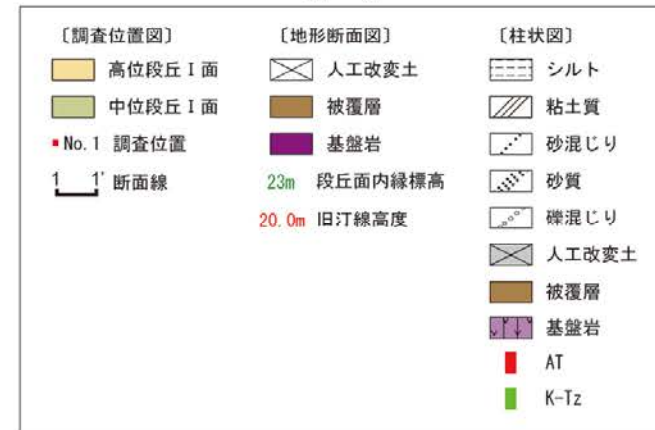 〔調査位置図〕
高位段丘Ⅰ面
中位段丘Ⅰ面
No.1 調査位置
1 1' 断面線
〔地形断面図〕
人工改変土
被覆層
基盤岩
23m 段丘面内縁標高
20.0m 旧汀線高度
〔柱状図〕
シルト
粘土質
砂混じり
砂質
礫混じり
人工改変土
被覆層
基盤岩
AT
K-Tz